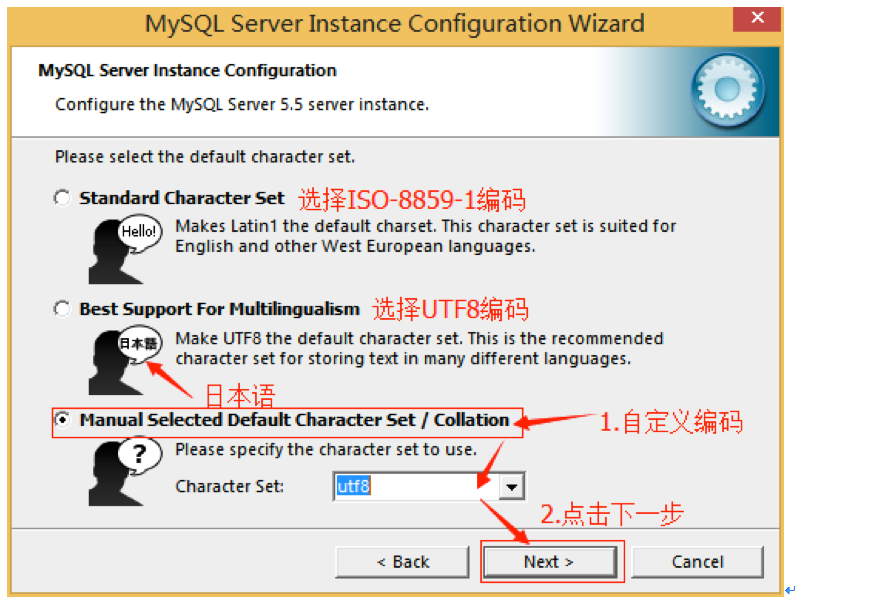 MySQL Server Instance Configuration Wizard
MySQL Server Instance Configuration
Configure the MySQL Server 5.5 server instance.
Please select the default character set.
Standard Character Set 选择ISO-8859-1编码
Hello!
Makes Latin1 the default charset. This character set is suited for
English and other West European languages.
Best Support For Multilingualism 选择UTF8编码
日本語
Make UTF8 the default character set. This is the recommended
character set for storing text in many different languages.
日本语
Manual Selected Default Character Set / Collation
1.自定义编码
?
Please specify the character set to use.
Character Set: utf8
2.点击下一步
< Back Next > Cancel